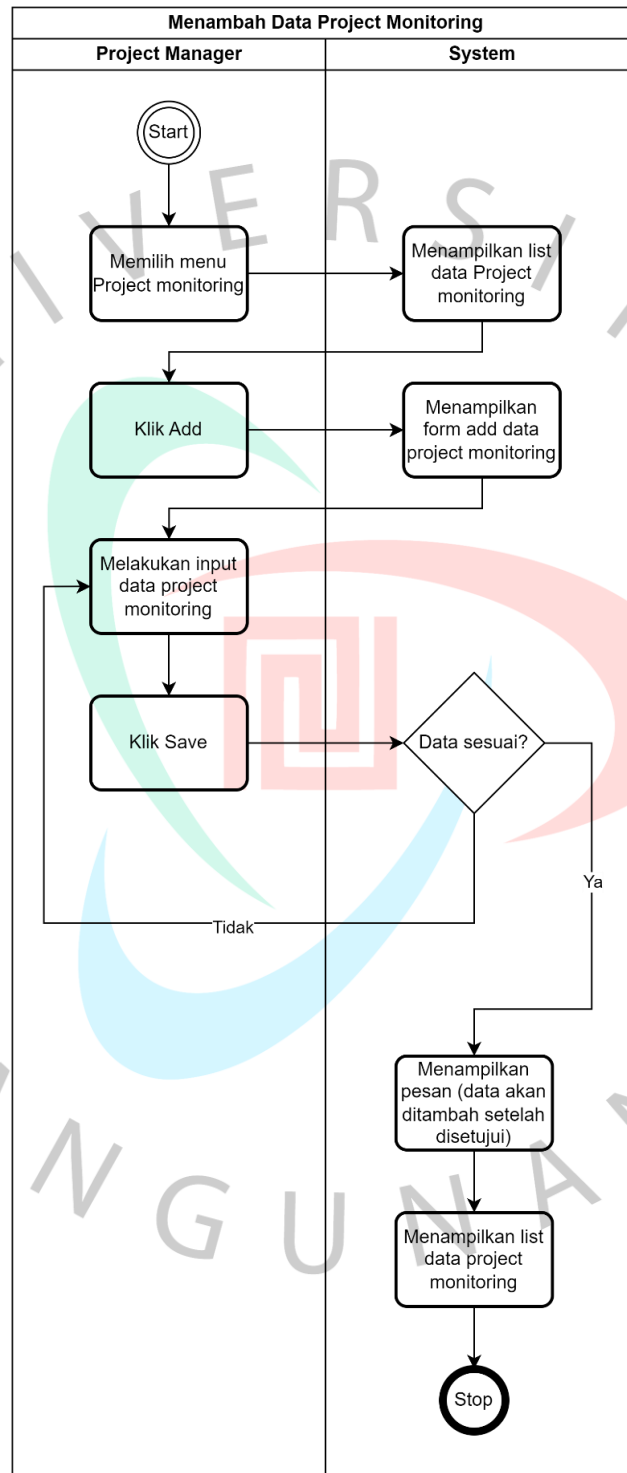 Menambah Data Project Monitoring
Project Manager
System
Start
Memilih menu
Project monitoring
Menampilkan list
data Project
monitoring
Klik Add
Menampilkan
form add data
project monitoring
Melakukan input
data project
monitoring
Klik Save
Data sesuai?
Ya
Tidak
Menampilkan
pesan (data akan
ditambah setelah
disetujui)
Menampilkan list
data project
monitoring
Stop
I V E R S I
N G U N A